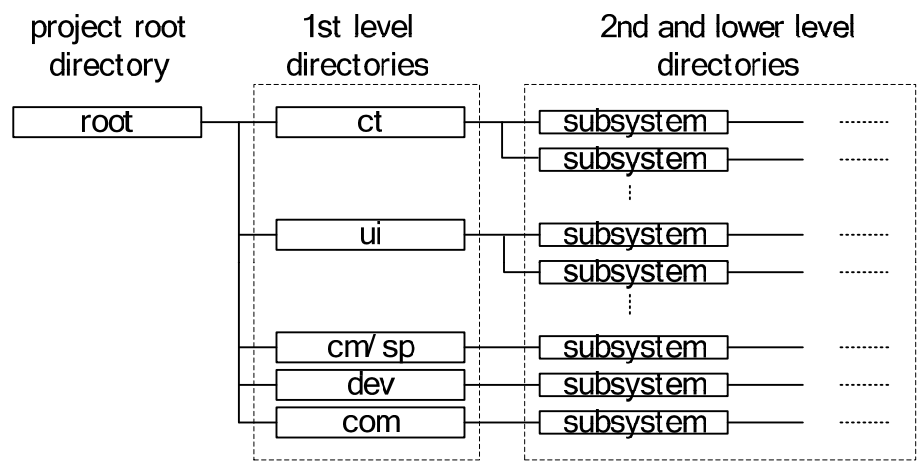 project root
directory
1st level
directories
2nd and lower level
directories
root
ct
subsystem
subsystem
ui
subsystem
subsystem
cm/sp
subsystem
dev
subsystem
com
subsystem